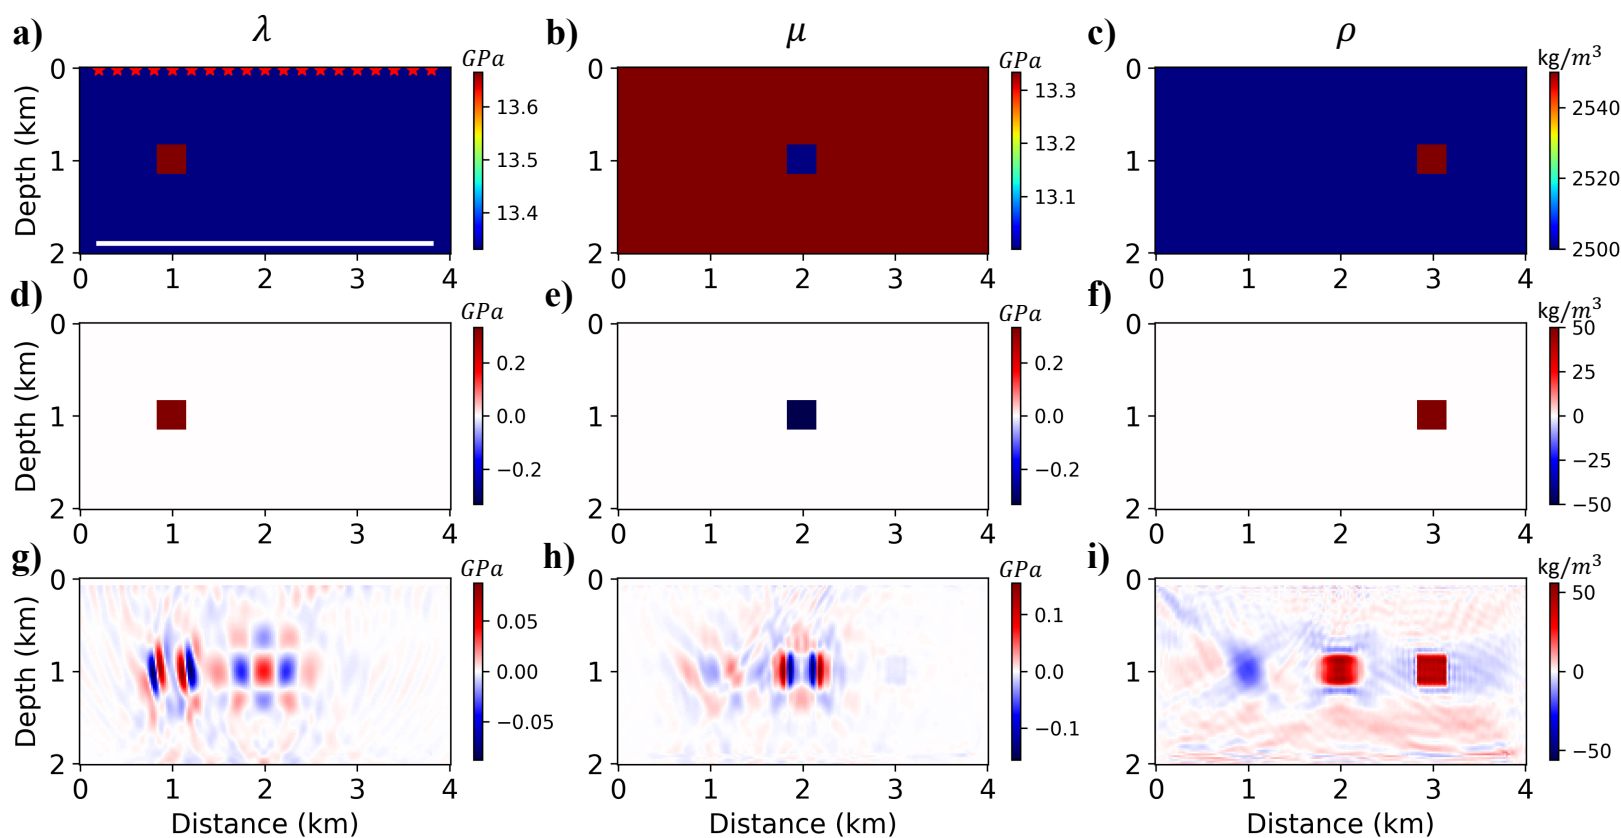 a) λ
b) μ
c) ρ
GPa
GPa
kg/m³
Depth (km)
0
1
2
0 1 2 3 4
13.6
13.5
13.4
0
1
2
0 1 2 3 4
13.3
13.2
13.1
0
1
2
0 1 2 3 4
2540
2520
2500
d)
e)
f)
GPa
GPa
kg/m³
Depth (km)
0
1
2
0 1 2 3 4
0.2
0.0
−0.2
0
1
2
0 1 2 3 4
0.2
0.0
−0.2
0
1
2
0 1 2 3 4
50
25
0
−25
−50
g)
h)
i)
GPa
GPa
kg/m³
Depth (km)
0
1
2
0 1 2 3 4
0.05
0.00
−0.05
0
1
2
0 1 2 3 4
0.1
0.0
−0.1
0
1
2
0 1 2 3 4
50
0
−50
Distance (km)
Distance (km)
Distance (km)